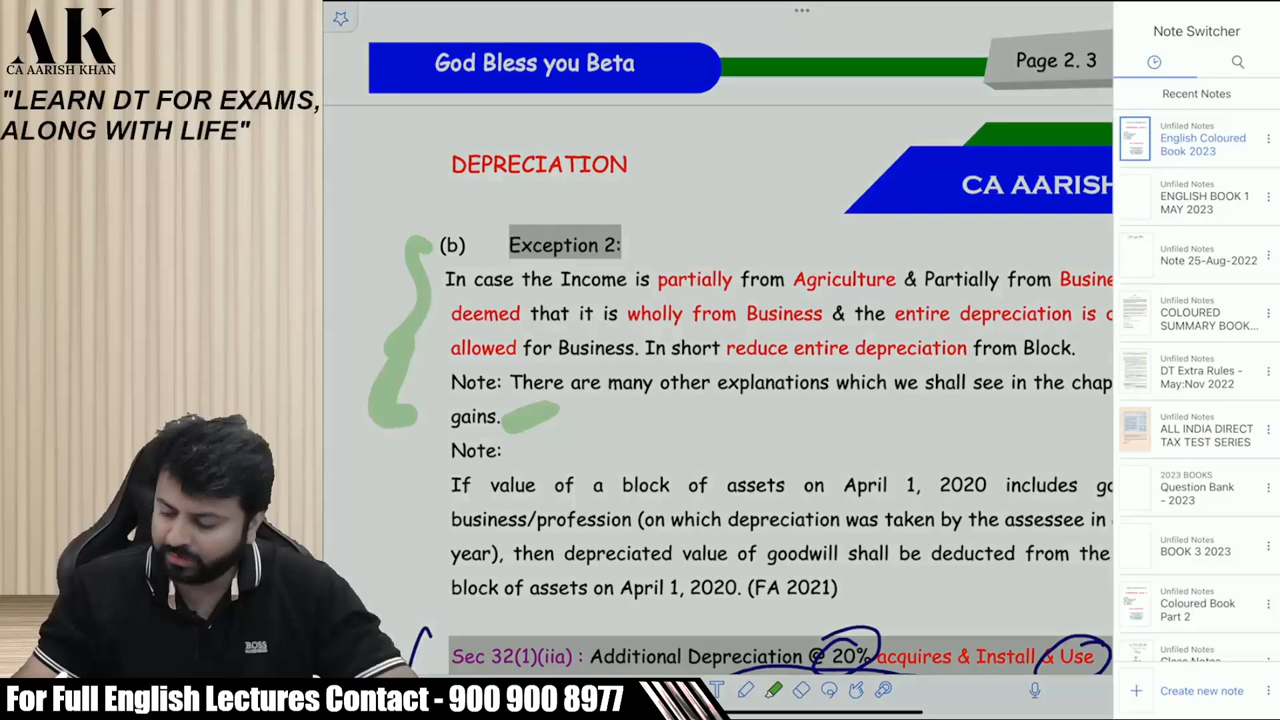 AK
CA AARISH KHAN
"LEARN DT FOR EXAMS,
ALONG WITH LIFE"
God Bless you Beta
Page 2. 3
DEPRECIATION
CA AARISH
(b) Exception 2:
In case the Income is partially from Agriculture & Partially from Busine
deemed that it is wholly from Business & the entire depreciation is
allowed for Business. In short reduce entire depreciation from Block.
Note: There are many other explanations which we shall see in the chap
gains.
Note:
If value of a block of assets on April 1, 2020 includes go
business/profession (on which depreciation was taken by the assessee in
year), then depreciated value of goodwill shall be deducted from the
block of assets on April 1, 2020. (FA 2021)
Sec 32(1)(iia) : Additional Depreciation @ 20% acquires & Install & Use
Note Switcher
Recent Notes
Unfiled Notes
English Coloured
Book 2023
Unfiled Notes
ENGLISH BOOK 1
MAY 2023
Unfiled Notes
Note 25-Aug-2022
Unfiled Notes
COLOURED
SUMMARY BOOK...
Unfiled Notes
DT Extra Rules -
May:Nov 2022
Unfiled Notes
ALL INDIA DIRECT
TAX TEST SERIES
2023 BOOKS
Question Bank
- 2023
Unfiled Notes
BOOK 3 2023
Unfiled Notes
Coloured Book
Part 2
Unfiled Notes
Create new note
BOSS
For Full English Lectures Contact - 900 900 8977